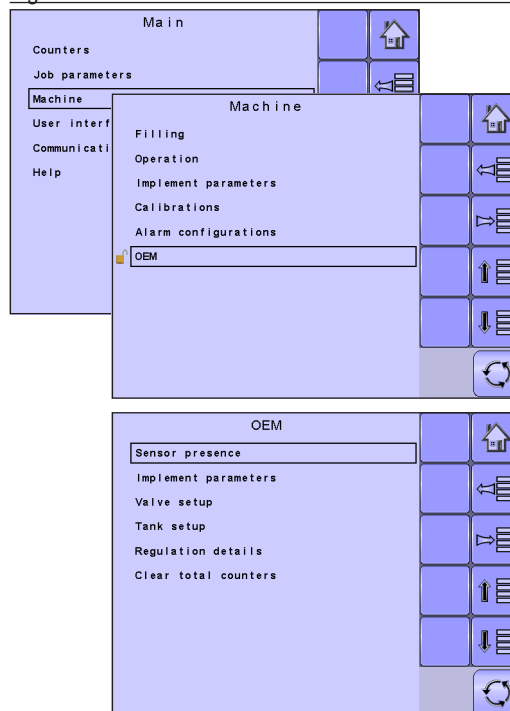 Main
Counters
Job parameters
Machine
User interf
Communicati
Help
Machine
Filling
Operation
Implement parameters
Calibrations
Alarm configurations
OEM
OEM
Sensor presence
Implement parameters
Valve setup
Tank setup
Regulation details
Clear total counters